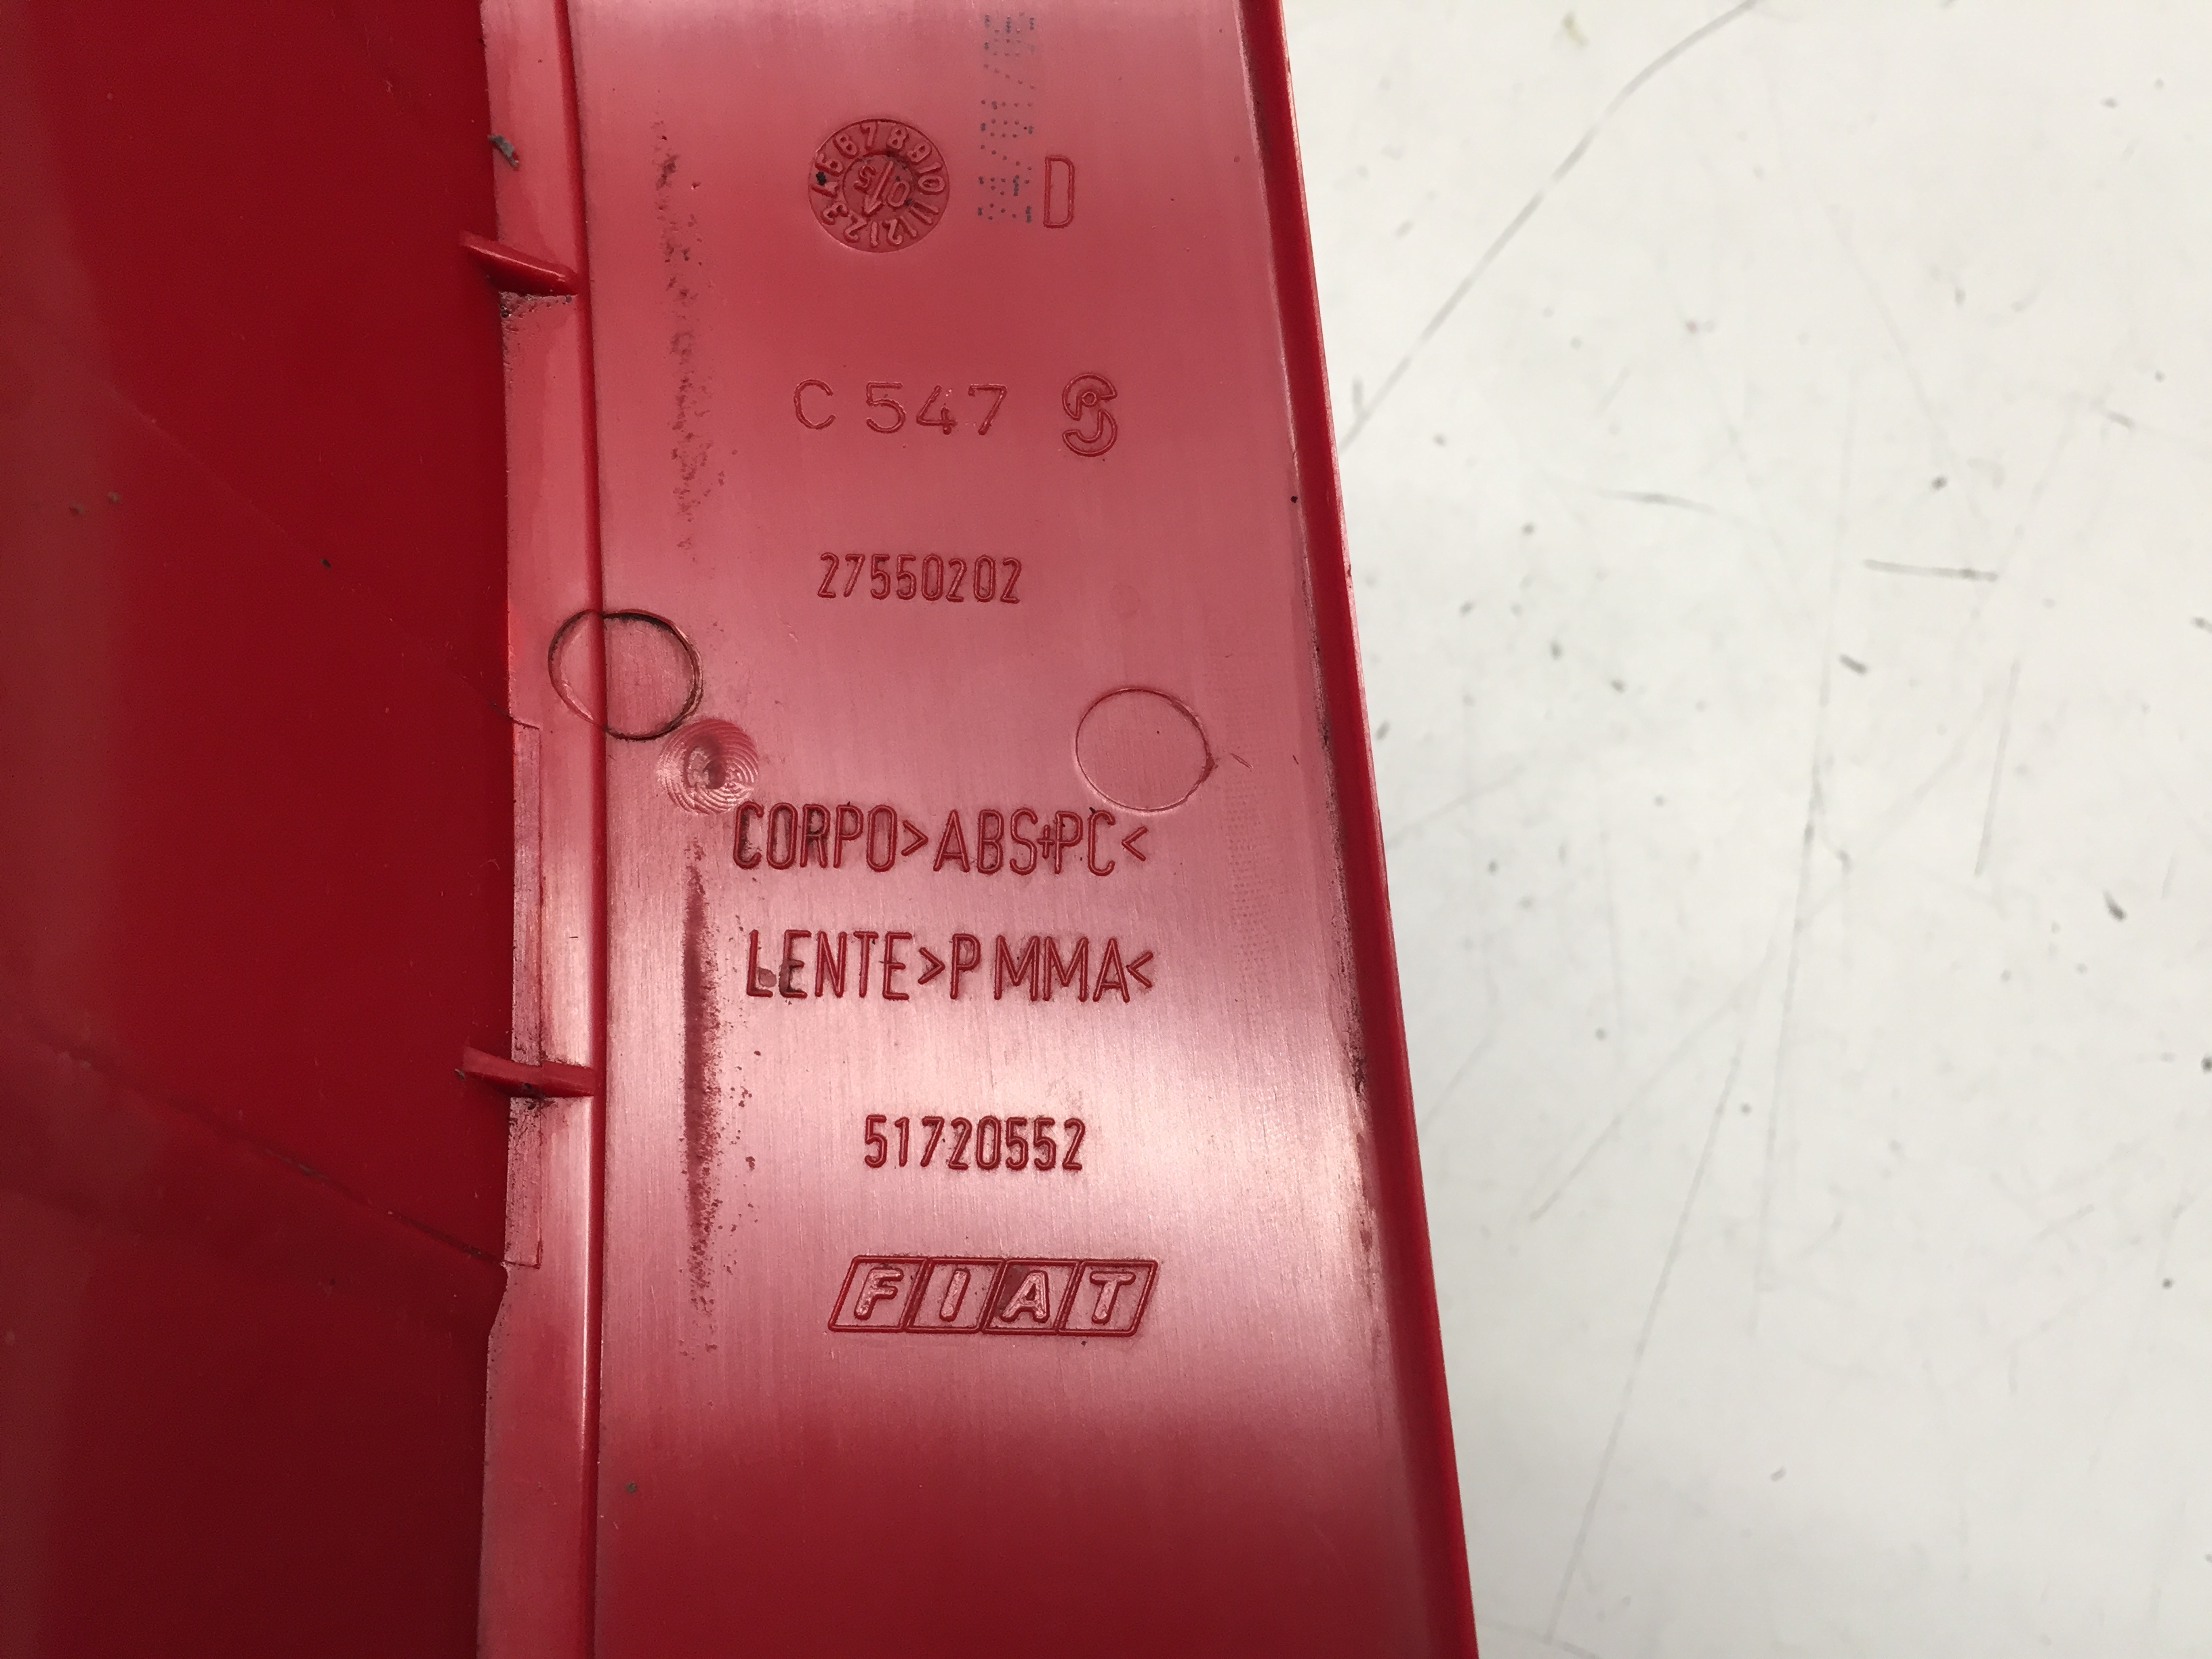 D
C 547
27550202
CORPO>ABS+PC<
LENTE>PMMA<
51720552
FIAT